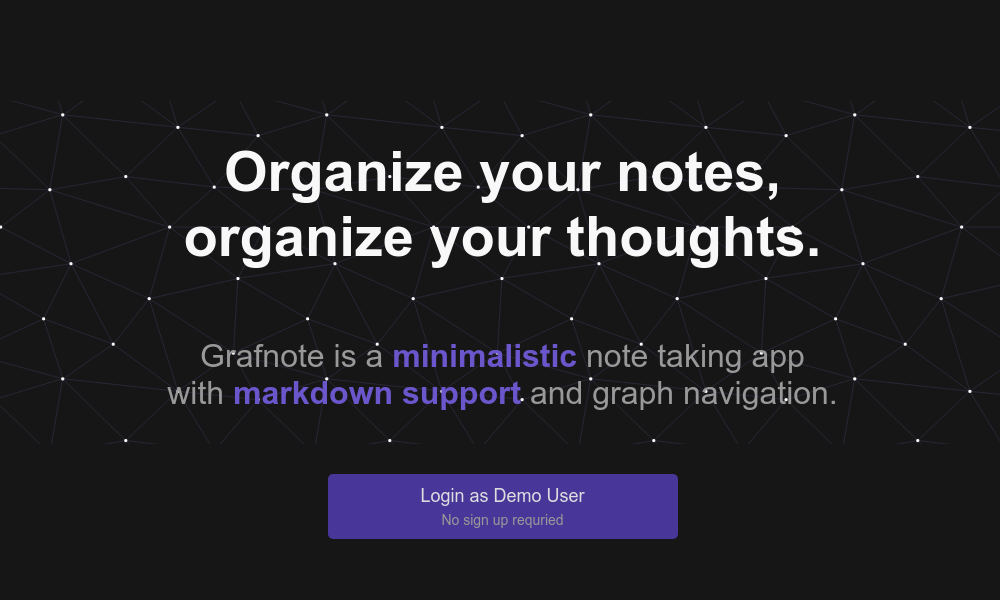 Organize your notes,
organize your thoughts.
Grafnote is a minimalistic note taking app
with markdown support and graph navigation.
Login as Demo User
No sign up requried